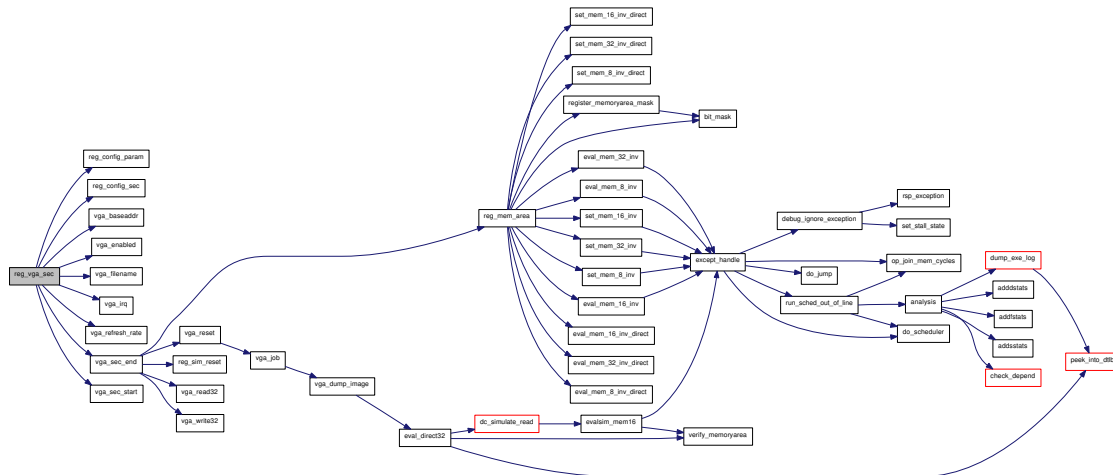 reg_vga_sec
reg_config_param
reg_config_sec
vga_baseaddr
vga_enabled
vga_filename
vga_irq
vga_refresh_rate
vga_sec_end
vga_sec_start
vga_reset
reg_sim_reset
vga_read32
vga_write32
vga_job
vga_dump_image
eval_direct32
reg_mem_area
dc_simulate_read
set_mem_16_inv_direct
set_mem_32_inv_direct
set_mem_8_inv_direct
register_memoryarea_mask
eval_mem_32_inv
eval_mem_8_inv
set_mem_16_inv
set_mem_32_inv
set_mem_8_inv
eval_mem_16_inv
eval_mem_16_inv_direct
eval_mem_32_inv_direct
eval_mem_8_inv_direct
evalsim_mem16
bit_mask
except_handle
verify_memoryarea
debug_ignore_exception
do_jump
run_sched_out_of_line
rsp_exception
set_stall_state
op_join_mem_cycles
analysis
do_scheduler
dump_exe_log
adddstats
addfstats
addsstats
check_depend
peek_into_dtlb